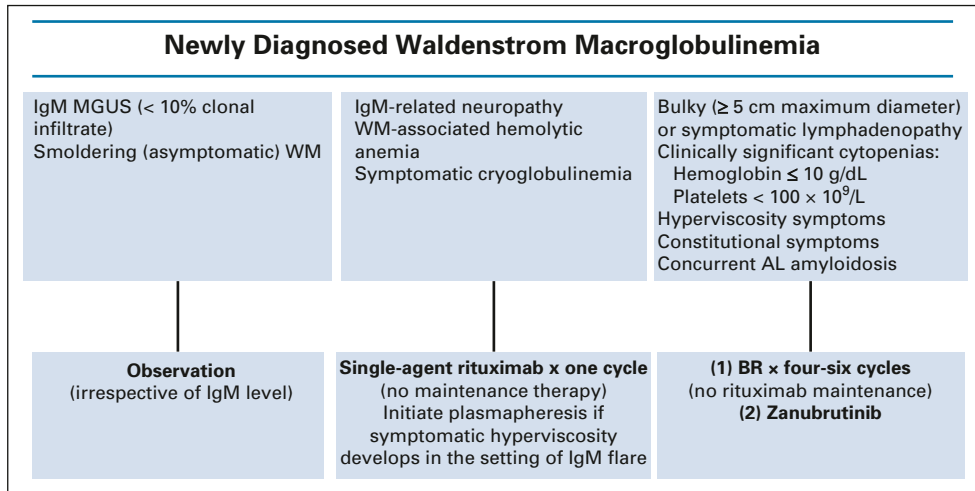 Newly Diagnosed Waldenstrom Macroglobulinemia
IgM MGUS (< 10% clonal
infiltrate)
Smoldering (asymptomatic) WM
IgM-related neuropathy
WM-associated hemolytic
anemia
Symptomatic cryoglobulinemia
Bulky (≥ 5 cm maximum diameter)
or symptomatic lymphadenopathy
Clinically significant cytopenias:
Hemoglobin ≤ 10 g/dL
Platelets < 100 × 10⁹/L
Hyperviscosity symptoms
Constitutional symptoms
Concurrent AL amyloidosis
Observation
(irrespective of IgM level)
Single-agent rituximab x one cycle
(no maintenance therapy)
Initiate plasmapheresis if
symptomatic hyperviscosity
develops in the setting of IgM flare
(1) BR × four-six cycles
(no rituximab maintenance)
(2) Zanubrutinib